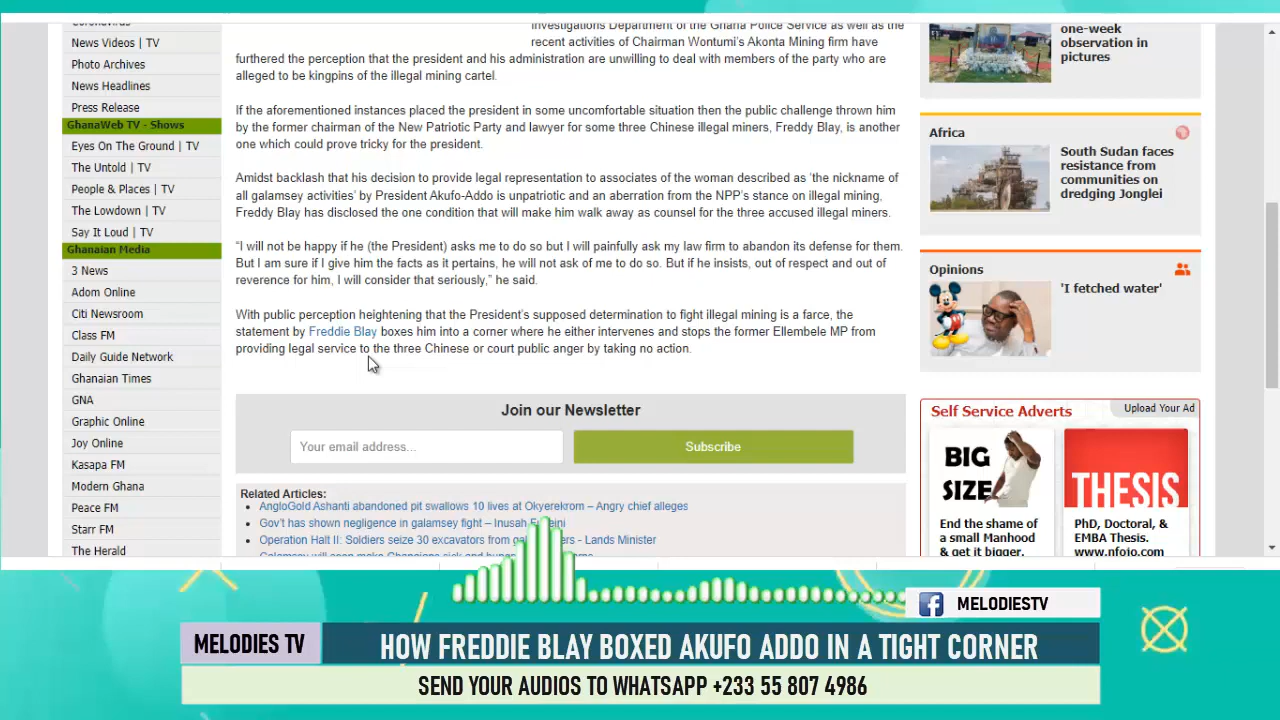 Coronavirus
News Videos | TV
Photo Archives
News Headlines
Press Release
GhanaWeb TV - Shows
Eyes On The Ground | TV
The Untold | TV
People & Places | TV
The Lowdown | TV
Say It Loud | TV
Ghanaian Media
3 News
Adom Online
Citi Newsroom
Class FM
Daily Guide Network
Ghanaian Times
GNA
Graphic Online
Joy Online
Kasapa FM
Modern Ghana
Peace FM
Starr FM
The Herald
Investigations Department of the Ghana Police Service as well as the
recent activities of Chairman Wontumi's Akonta Mining firm have
furthered the perception that the president and his administration are unwilling to deal with members of the party who are
alleged to be kingpins of the illegal mining cartel.
If the aforementioned instances placed the president in some uncomfortable situation then the public challenge thrown him
by the former chairman of the New Patriotic Party and lawyer for some three Chinese illegal miners, Freddy Blay, is another
one which could prove tricky for the president.
Amidst backlash that his decision to provide legal representation to associates of the woman described as 'the nickname of
all galamsey activities' by President Akufo-Addo is unpatriotic and an aberration from the NPP's stance on illegal mining,
Freddy Blay has disclosed the one condition that will make him walk away as counsel for the three accused illegal miners.
“I will not be happy if he (the President) asks me to do so but I will painfully ask my law firm to abandon its defense for them.
But I am sure if I give him the facts as it pertains, he will not ask of me to do so. But if he insists, out of respect and out of
reverence for him, I will consider that seriously,” he said.
With public perception heightening that the President's supposed determination to fight illegal mining is a farce, the
statement by Freddie Blay boxes him into a corner where he either intervenes and stops the former Ellembele MP from
providing legal service to the three Chinese or court public anger by taking no action.
Join our Newsletter
Your email address...
Subscribe
Related Articles:
AngloGold Ashanti abandoned pit swallows 10 lives at Okyerekrom – Angry chief alleges
Gov't has shown negligence in galamsey fight – Inusah
Operation Halt II: Soldiers seize 30 excavators from - Lands Minister
one-week
observation in
pictures
Africa
South Sudan faces
resistance from
communities on
dredging Jonglei
Opinions
'I fetched water'
Self Service Adverts
Upload Your Ad
BIG
SIZE
End the shame of
a small Manhood
& get it bigger.
THESIS
PhD, Doctoral, &
EMBA Thesis.
www.nfojo.com
MELODIESTV
MELODIES TV
HOW FREDDIE BLAY BOXED AKUFO ADDO IN A TIGHT CORNER
SEND YOUR AUDIOS TO WHATSAPP +233 55 807 4986